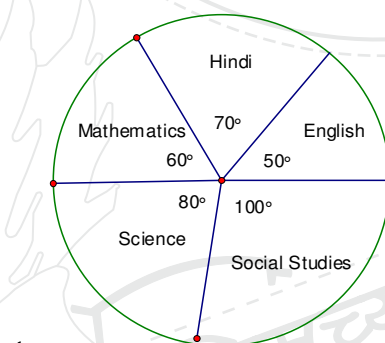 Hindi
70°
Mathematics
English
60°
50°
80°
100°
Science
Social Studies